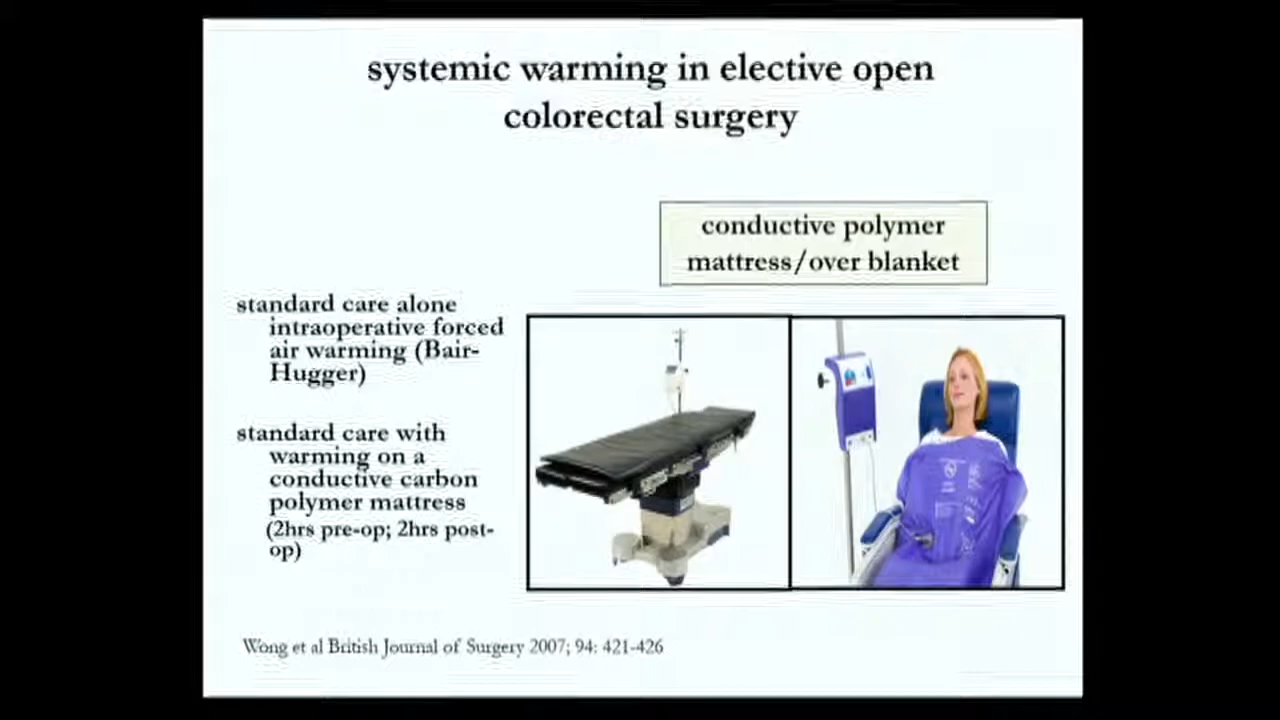 systemic warming in elective open
colorectal surgery
conductive polymer
mattress/over blanket
standard care alone
intraoperative forced
air warming (Bair-
Hugger)
standard care with
warming on a
conductive carbon
polymer mattress
(2hrs pre-op; 2hrs post-
op)
Wong et al British Journal of Surgery 2007; 94: 421-426